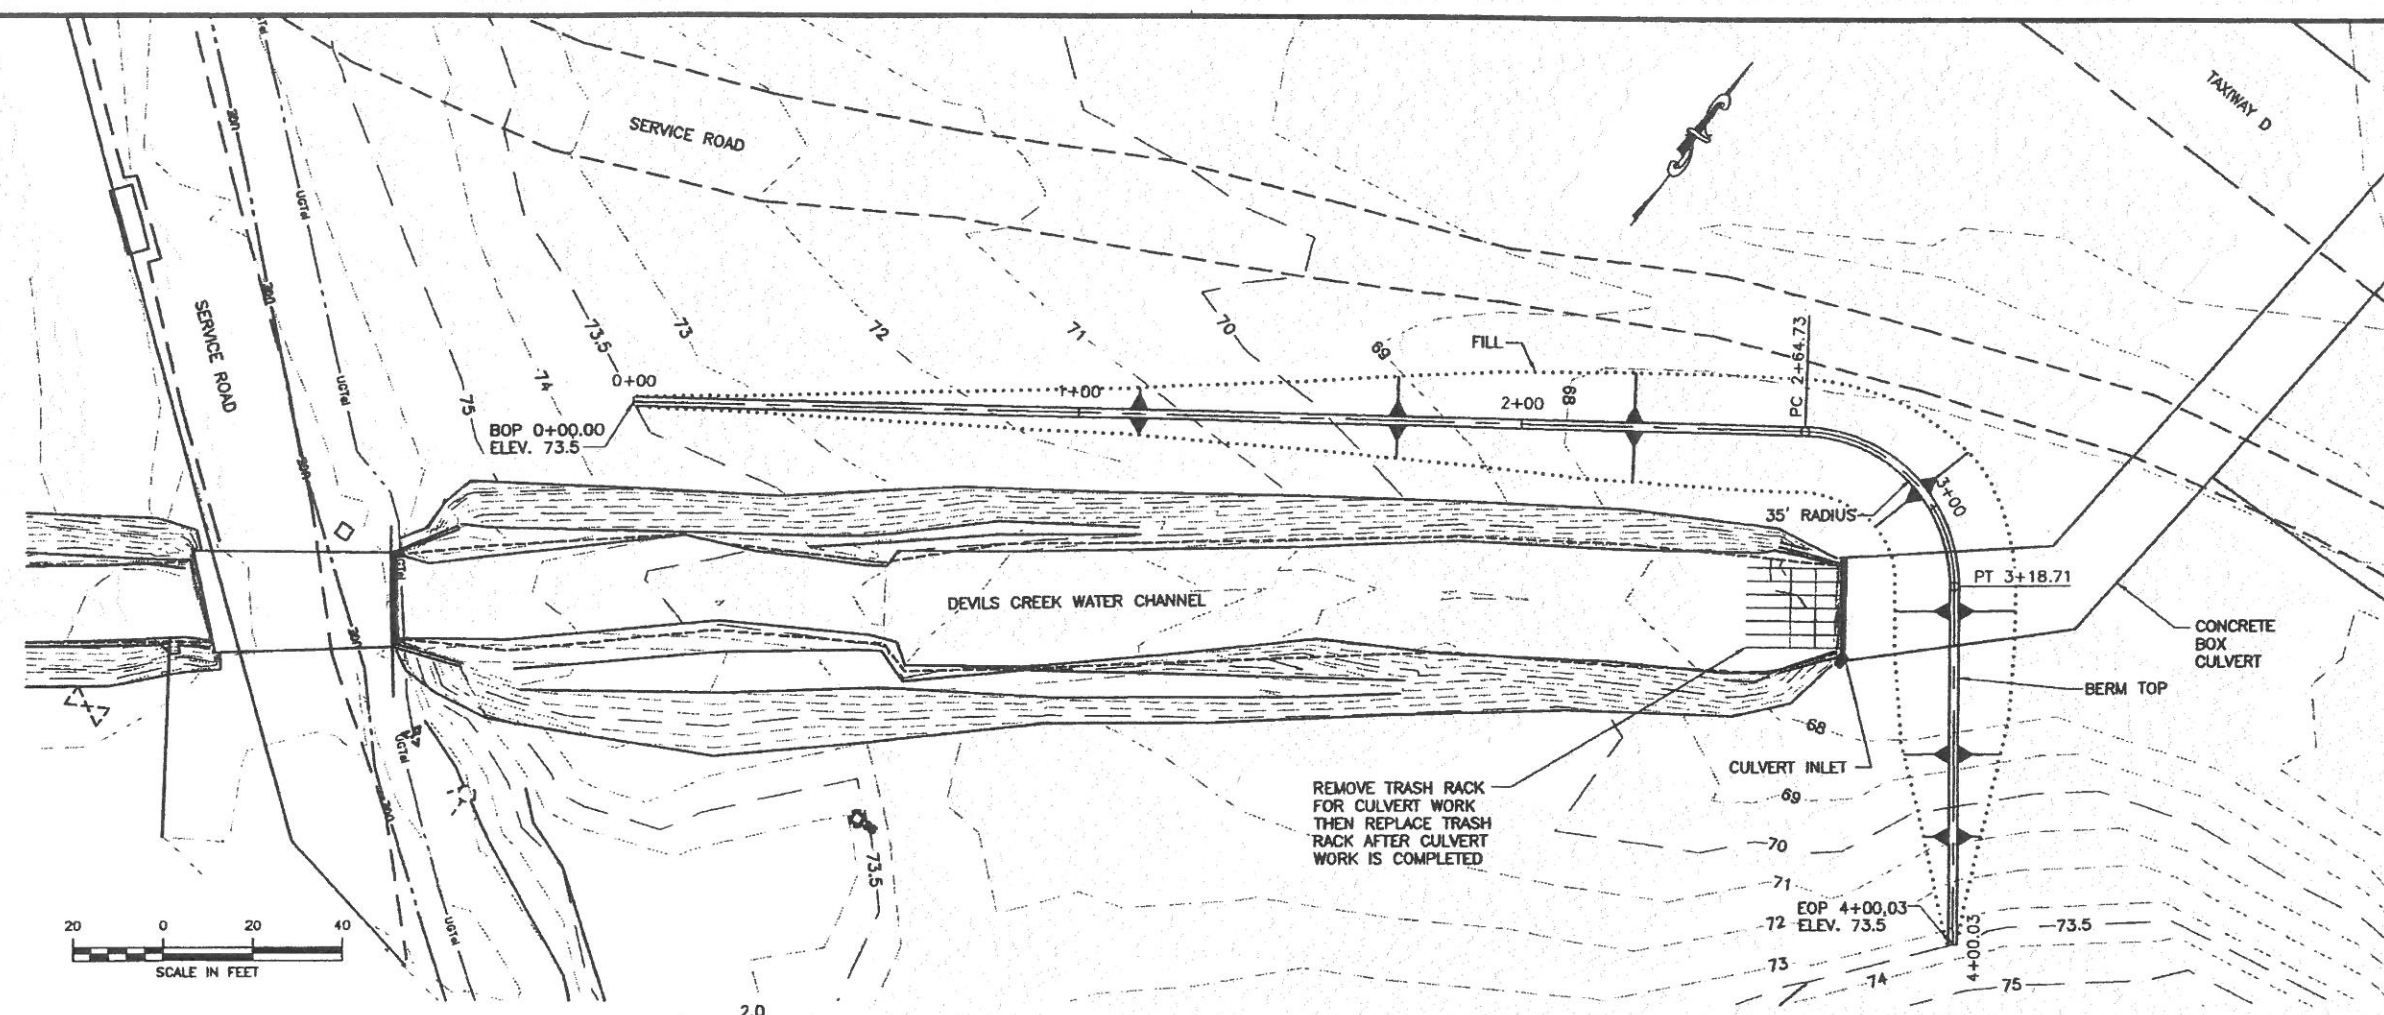 TAXIWAY D
SERVICE ROAD
UGTel
SERVICE ROAD
UGTel
73.5
73
72
71
70
69
68
FILL
PC 2+64.73
74
75
0+00
1+00
2+00
3+00
BOP 0+00.00
ELEV. 73.5
35' RADIUS
PT 3+18.71
DEVILS CREEK WATER CHANNEL
CONCRETE
BOX
CULVERT
BERM TOP
68
CULVERT INLET
69
REMOVE TRASH RACK
FOR CULVERT WORK
THEN REPLACE TRASH
RACK AFTER CULVERT
WORK IS COMPLETED
70
71
72
73
74
75
73.5
73.5
EOP 4+00.03
ELEV. 73.5
4+00.03
UGTel
UGTel
20 0 20 40
SCALE IN FEET
2.0